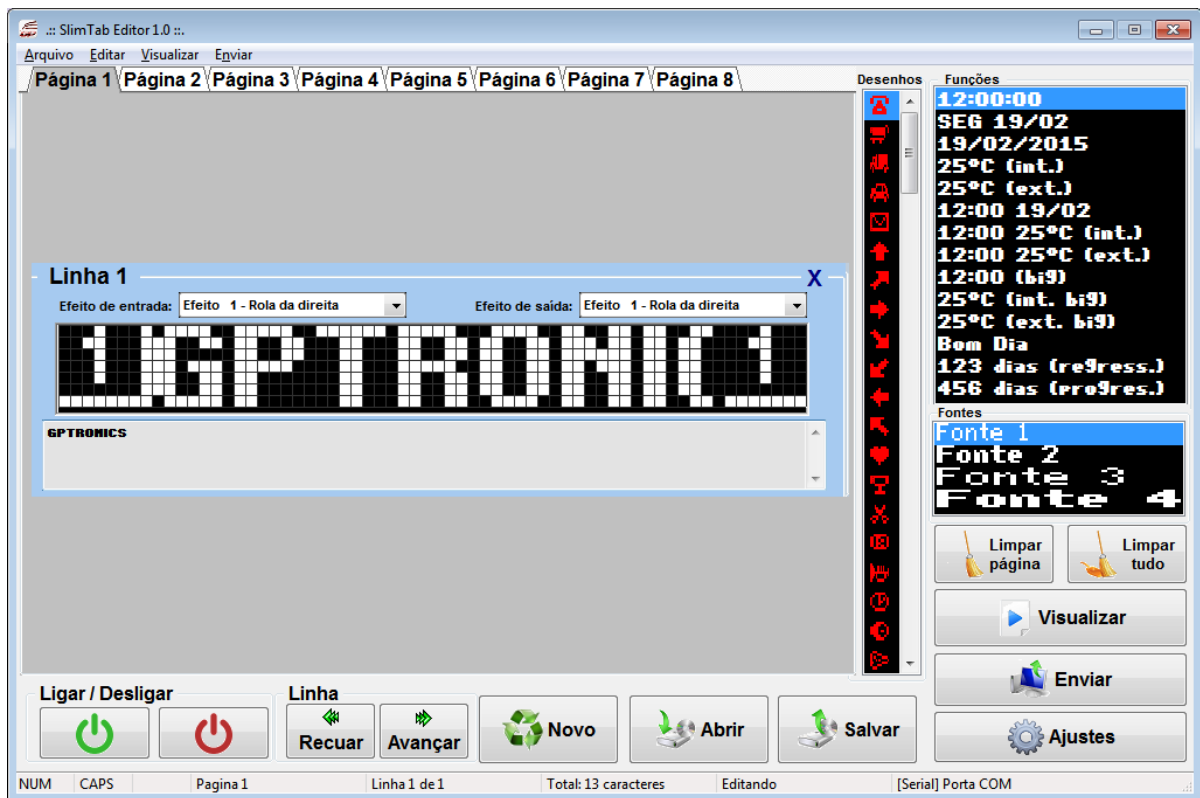 .:: SlimTab Editor 1.0 ::.
Arquivo Editar Visualizar Enviar
Página 1 Página 2 Página 3 Página 4 Página 5 Página 6 Página 7 Página 8
Desenhos
Funções
12:00:00
SEG 19/02
19/02/2015
25ºC (int.)
25ºC (ext.)
12:00 19/02
12:00 25ºC (int.)
12:00 25ºC (ext.)
12:00 (big)
25ºC (int. big)
25ºC (ext. big)
Bom Dia
123 dias (regress.)
456 dias (progres.)
Linha 1
X
Efeito de entrada: Efeito 1 - Rola da direita
Efeito de saída: Efeito 1 - Rola da direita
GPTRONIC
GPTRONICS
Fontes
Fonte 1
Fonte 2
Fonte 3
Fonte 4
Limpar página
Limpar tudo
Visualizar
Enviar
Ajustes
Ligar / Desligar
Linha
Recuar
Avançar
Novo
Abrir
Salvar
NUM CAPS Pagina 1 Linha 1 de 1 Total: 13 caracteres Editando [Serial] Porta COM